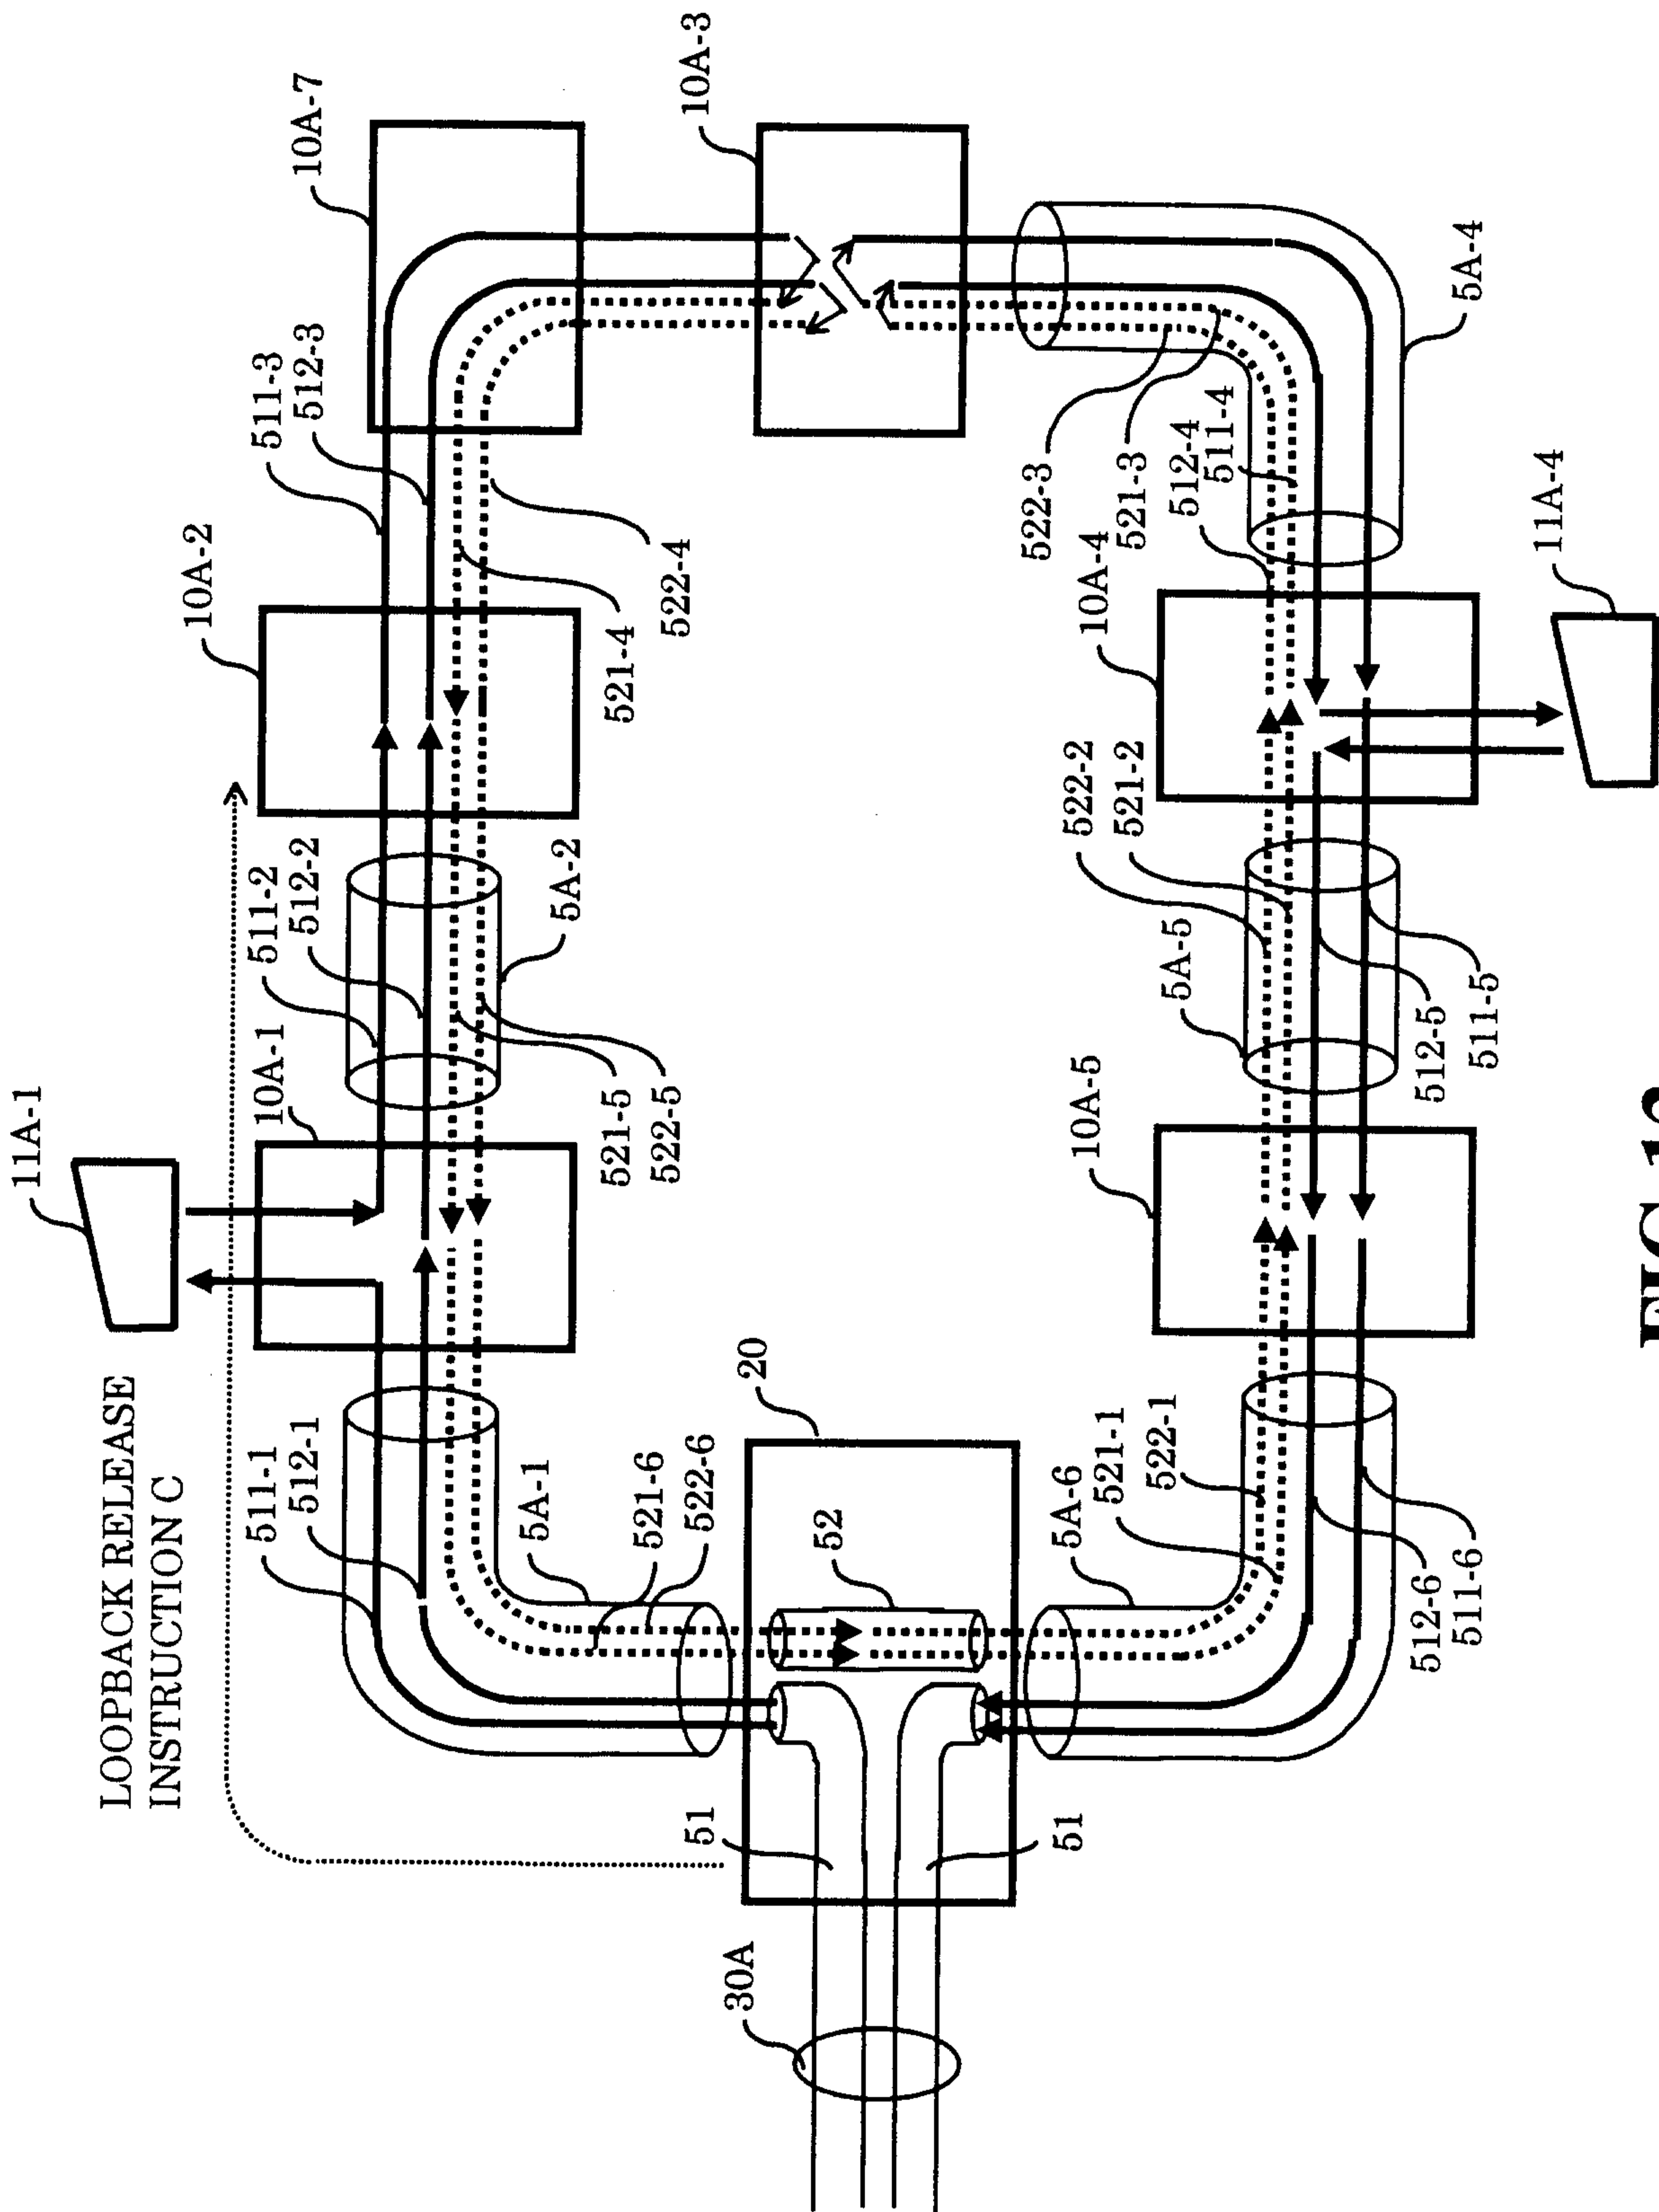 11A-1
LOOPBACK RELEASE
INSTRUCTION C
10A-1
10A-2
10A-7
10A-3
511-1
512-1
511-2
512-2
511-3
512-3
5A-1
521-6
522-6
521-5
522-5
5A-2
521-4
522-4
20
52
51
51
30A
5A-6
521-1
522-1
512-6
511-6
10A-5
5A-5
522-2
521-2
512-5
511-5
10A-4
512-4
511-4
522-3
521-3
5A-4
11A-4